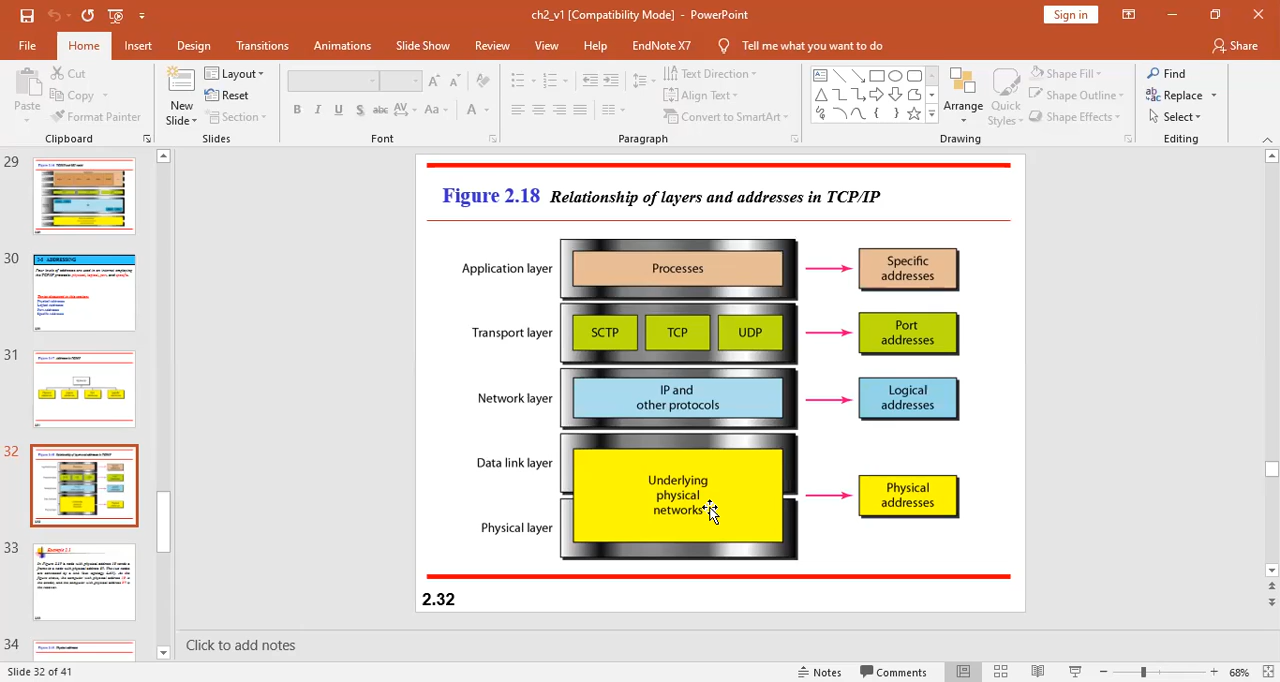 ch2_v1 [Compatibility Mode] - PowerPoint
Sign in
File Home Insert Design Transitions Animations Slide Show Review View Help EndNote X7 Tell me what you want to do Share
Paste
Cut
Copy
Format Painter
Clipboard
New
Slide
Layout
Reset
Section
Slides
B I U S abc AV Aa A
Font
Text Direction
Align Text
Convert to SmartArt
Paragraph
Arrange
Quick
Styles
Shape Fill
Shape Outline
Shape Effects
Drawing
Find
Replace
Select
Editing
29
30
31
32
33
34
Figure 2.18 Relationship of layers and addresses in TCP/IP
Application layer
Processes
Specific
addresses
Transport layer
SCTP
TCP
UDP
Port
addresses
Network layer
IP and
other protocols
Logical
addresses
Data link layer
Underlying
physical
networks
Physical
addresses
Physical layer
2.32
Click to add notes
Slide 32 of 41
Notes
Comments
68%